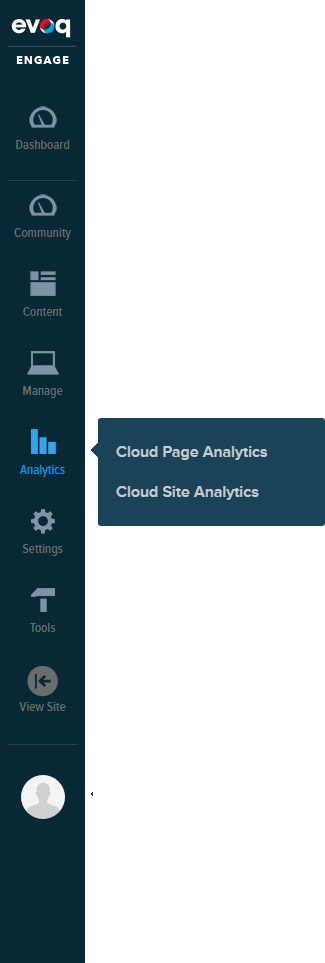 evoq
ENGAGE
Dashboard
Community
Content
Manage
Analytics
Cloud Page Analytics
Cloud Site Analytics
Settings
Tools
View Site